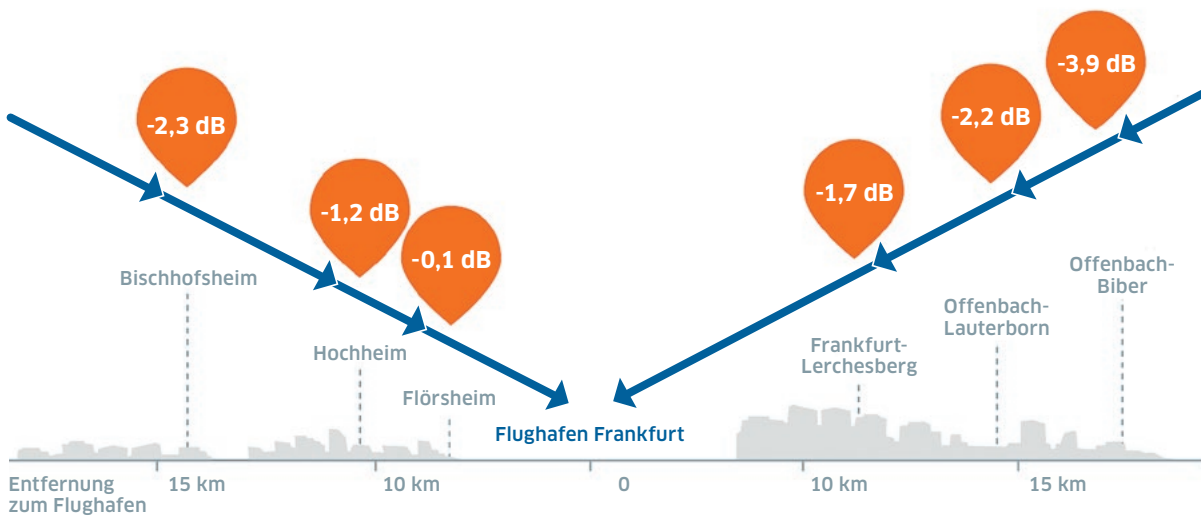 -3,9 dB
-2,2 dB
-2,3 dB
-1,7 dB
-1,2 dB
-0,1 dB
Bischhofsheim
Hochheim
Flörsheim
Frankfurt-
Lerchesberg
Offenbach-
Lauterborn
Offenbach-
Biber
Flughafen Frankfurt
Entfernung
zum Flughafen
15 km
10 km
0
10 km
15 km